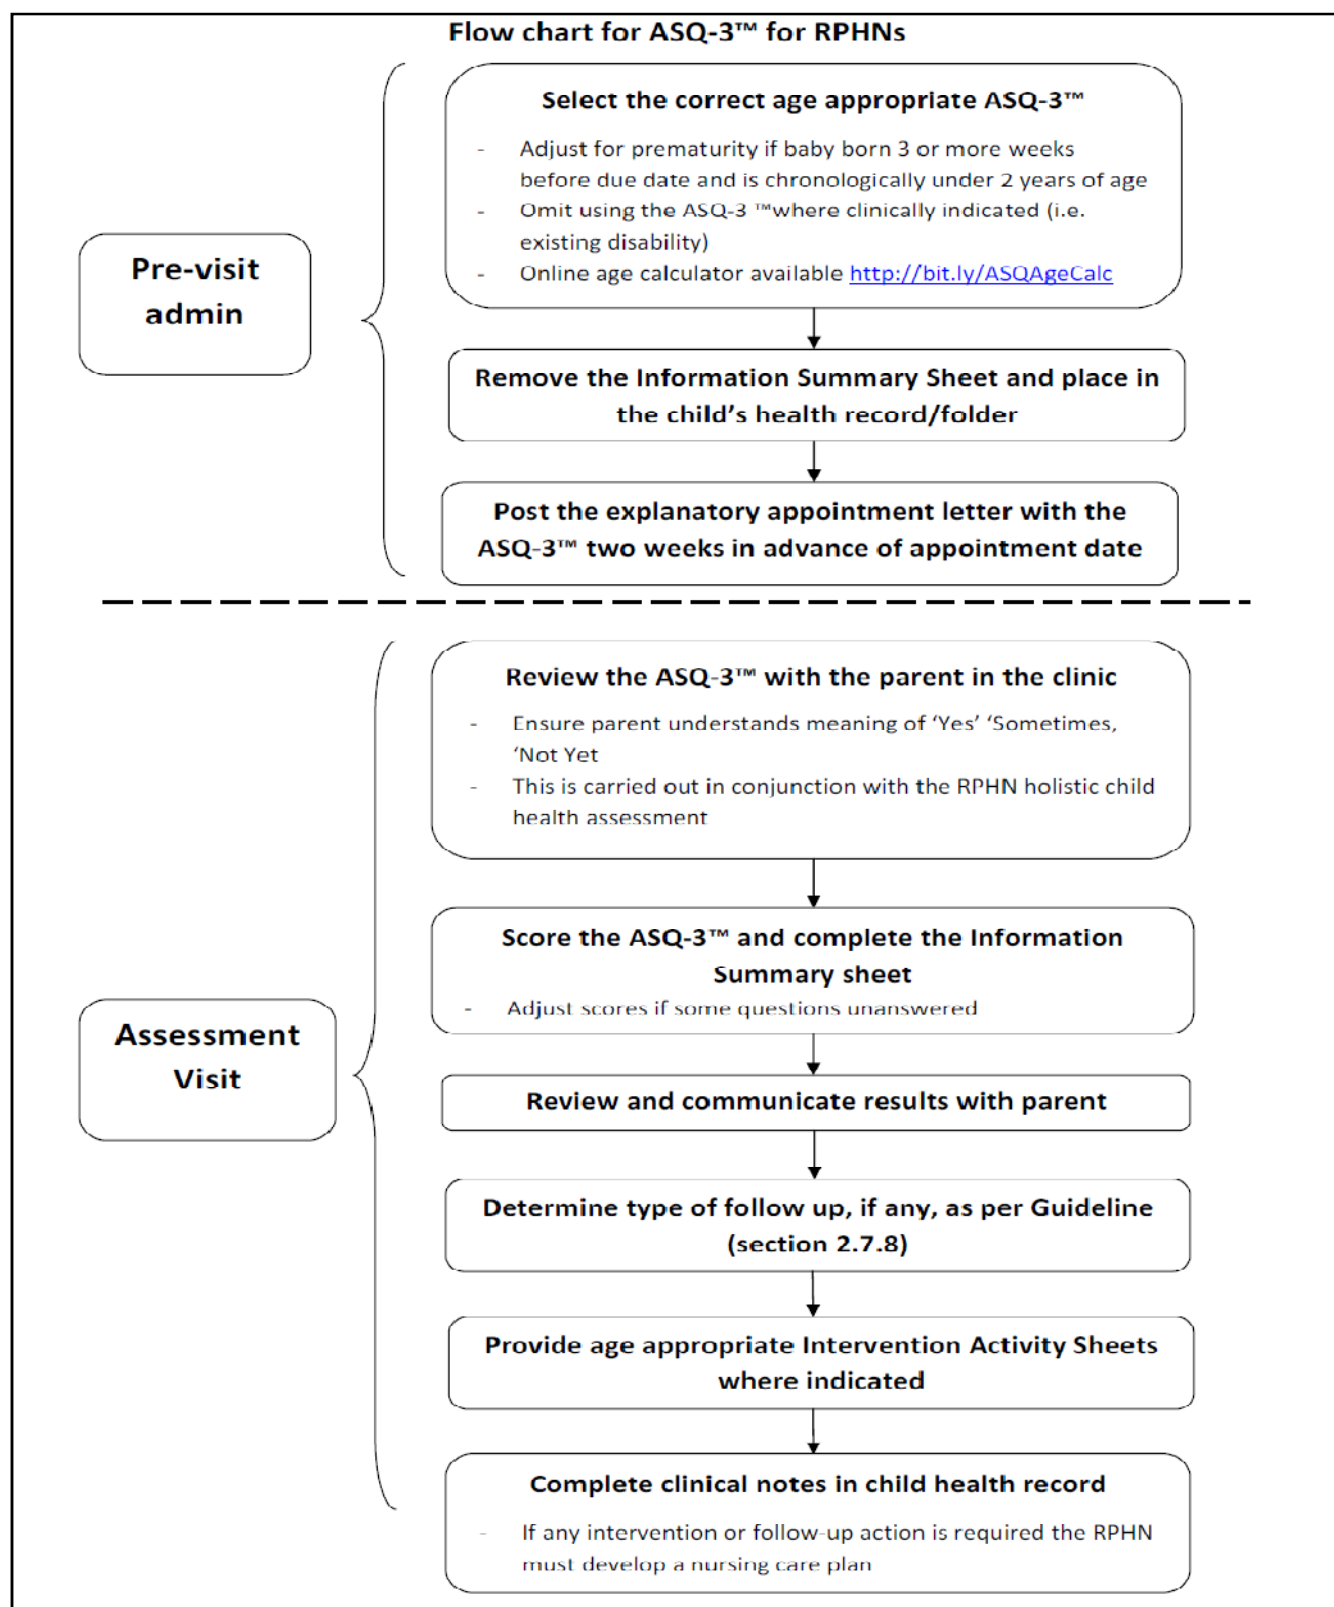 Flow chart for ASQ-3™ for RPHNs
Select the correct age appropriate ASQ-3™
- Adjust for prematurity if baby born 3 or more weeks
before due date and is chronologically under 2 years of age
- Omit using the ASQ-3 ™where clinically indicated (i.e.
existing disability)
- Online age calculator available http://bit.ly/ASQAgeCalc
Pre-visit
admin
Remove the Information Summary Sheet and place in
the child’s health record/folder
Post the explanatory appointment letter with the
ASQ-3™ two weeks in advance of appointment date
Review the ASQ-3™ with the parent in the clinic
- Ensure parent understands meaning of ‘Yes’ ‘Sometimes,
‘Not Yet
- This is carried out in conjunction with the RPHN holistic child
health assessment
Score the ASQ-3™ and complete the Information
Summary sheet
- Adjust scores if some questions unanswered
Assessment
Visit
Review and communicate results with parent
Determine type of follow up, if any, as per Guideline
(section 2.7.8)
Provide age appropriate Intervention Activity Sheets
where indicated
Complete clinical notes in child health record
- If any intervention or follow-up action is required the RPHN
must develop a nursing care plan